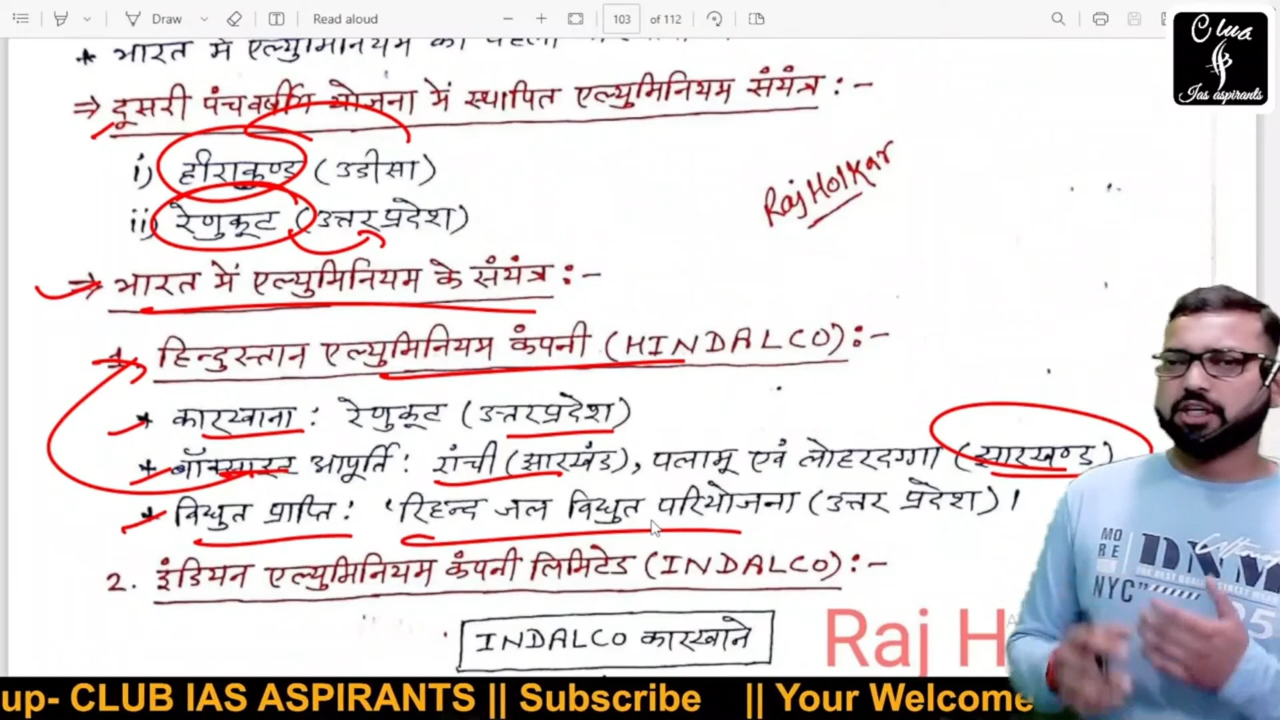 Draw
Read aloud
103 of 112
Club
Ias aspirants
* भारत में एल्युमिनियम का पहला
⇒ दूसरी पंचवर्षीय योजना में स्थापित एल्युमिनियम संयंत्र :-
i) हीराकुण्ड (उडीसा)
ii) रेणुकूट (उत्तरप्रदेश)
Raj Holkar
⇒ भारत में एल्युमिनियम के संयंत्र :-
हिन्दुस्तान एल्युमिनियम कंपनी (HINDALCO) :-
* कारखाना : रेणुकूट (उत्तरप्रदेश)
* बॉक्साइट आपूर्ति : रांची (झारखंड), पलामू एवं लोहरदग्गा (झारखण्ड)
* विद्युत प्राप्ति : 'रिहन्द जल विद्युत परियोजना (उत्तर प्रदेश)।
2. इंडियन एल्युमिनियम कंपनी लिमिटेड (INDALCO) :-
INDALCO कारखाने
Raj H
MORE
NYC"
DNM
25
up- CLUB IAS ASPIRANTS || Subscribe || Your Welcome